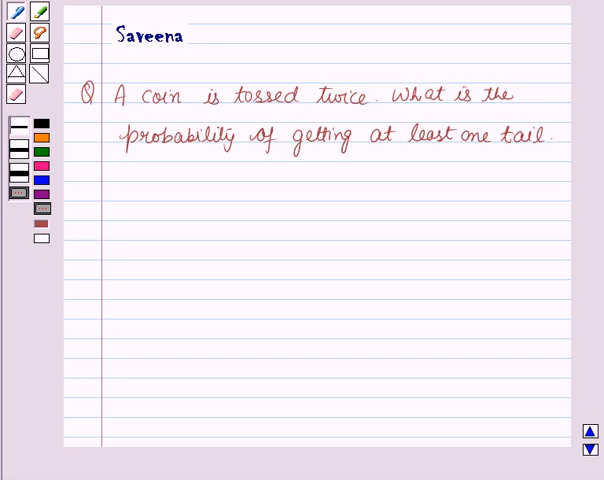 Saveena
Q A coin is tossed twice. What is the
probability of getting at least one tail.